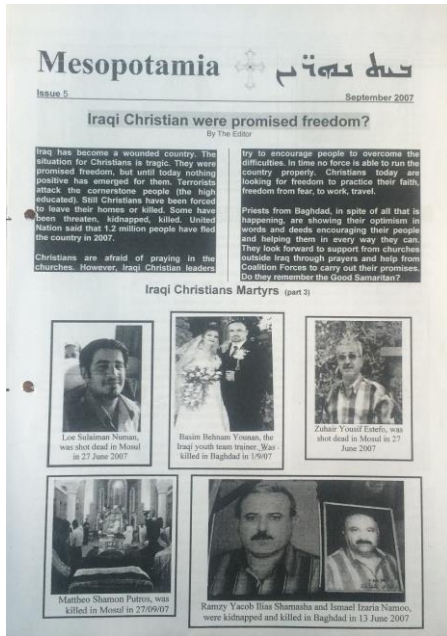 Mesopotamia ܒܝܬ ܢܗܪ̈ܝܢ
Issue 5
September 2007
Iraqi Christian were promised freedom?
By The Editor
Iraq has become a wounded country. The
situation for Christians is tragic. They were
promised freedom, but until today nothing
positive has emerged for them. Terrorists
attack the cornerstone people (the high
educated). Still Christians have been forced
to leave their homes or killed. Some have
been threaten, kidnapped, killed. United
Nation said that 1.2 million people have fled
the country in 2007.
Christians are afraid of praying in the
churches. However, Iraqi Christian leaders
try to encourage people to overcome the
difficulties. In time no force is able to run the
country properly. Christians today are
looking for freedom to practice their faith,
freedom from fear, to work, travel.
Priests from Baghdad, in spite of all that is
happening, are showing their optimism in
words and deeds encouraging their people
and helping them in every way they can.
They look forward to support from churches
outside Iraq through prayers and help from
Coalition Forces to carry out their promises.
Do they remember the Good Samaritan?
Iraqi Christians Martyrs (part 3)
Loe Sulaiman Numan,
was shot dead in Mosul
in 27 June 2007
Basim Behnam Younan, the
Iraqi youth team trainer. Was
killed in Baghdad in 1/9/07
Zuhair Yousif Estefo, was
shot dead in Mosul in 27
June 2007
Mattheo Shamon Putros, was
killed in Mosul in 27/09/07
Ramzy Yacob Ilias Shamasha and Ismael Izaria Namoo,
were kidnapped and killed in Baghdad in 13 June 2007